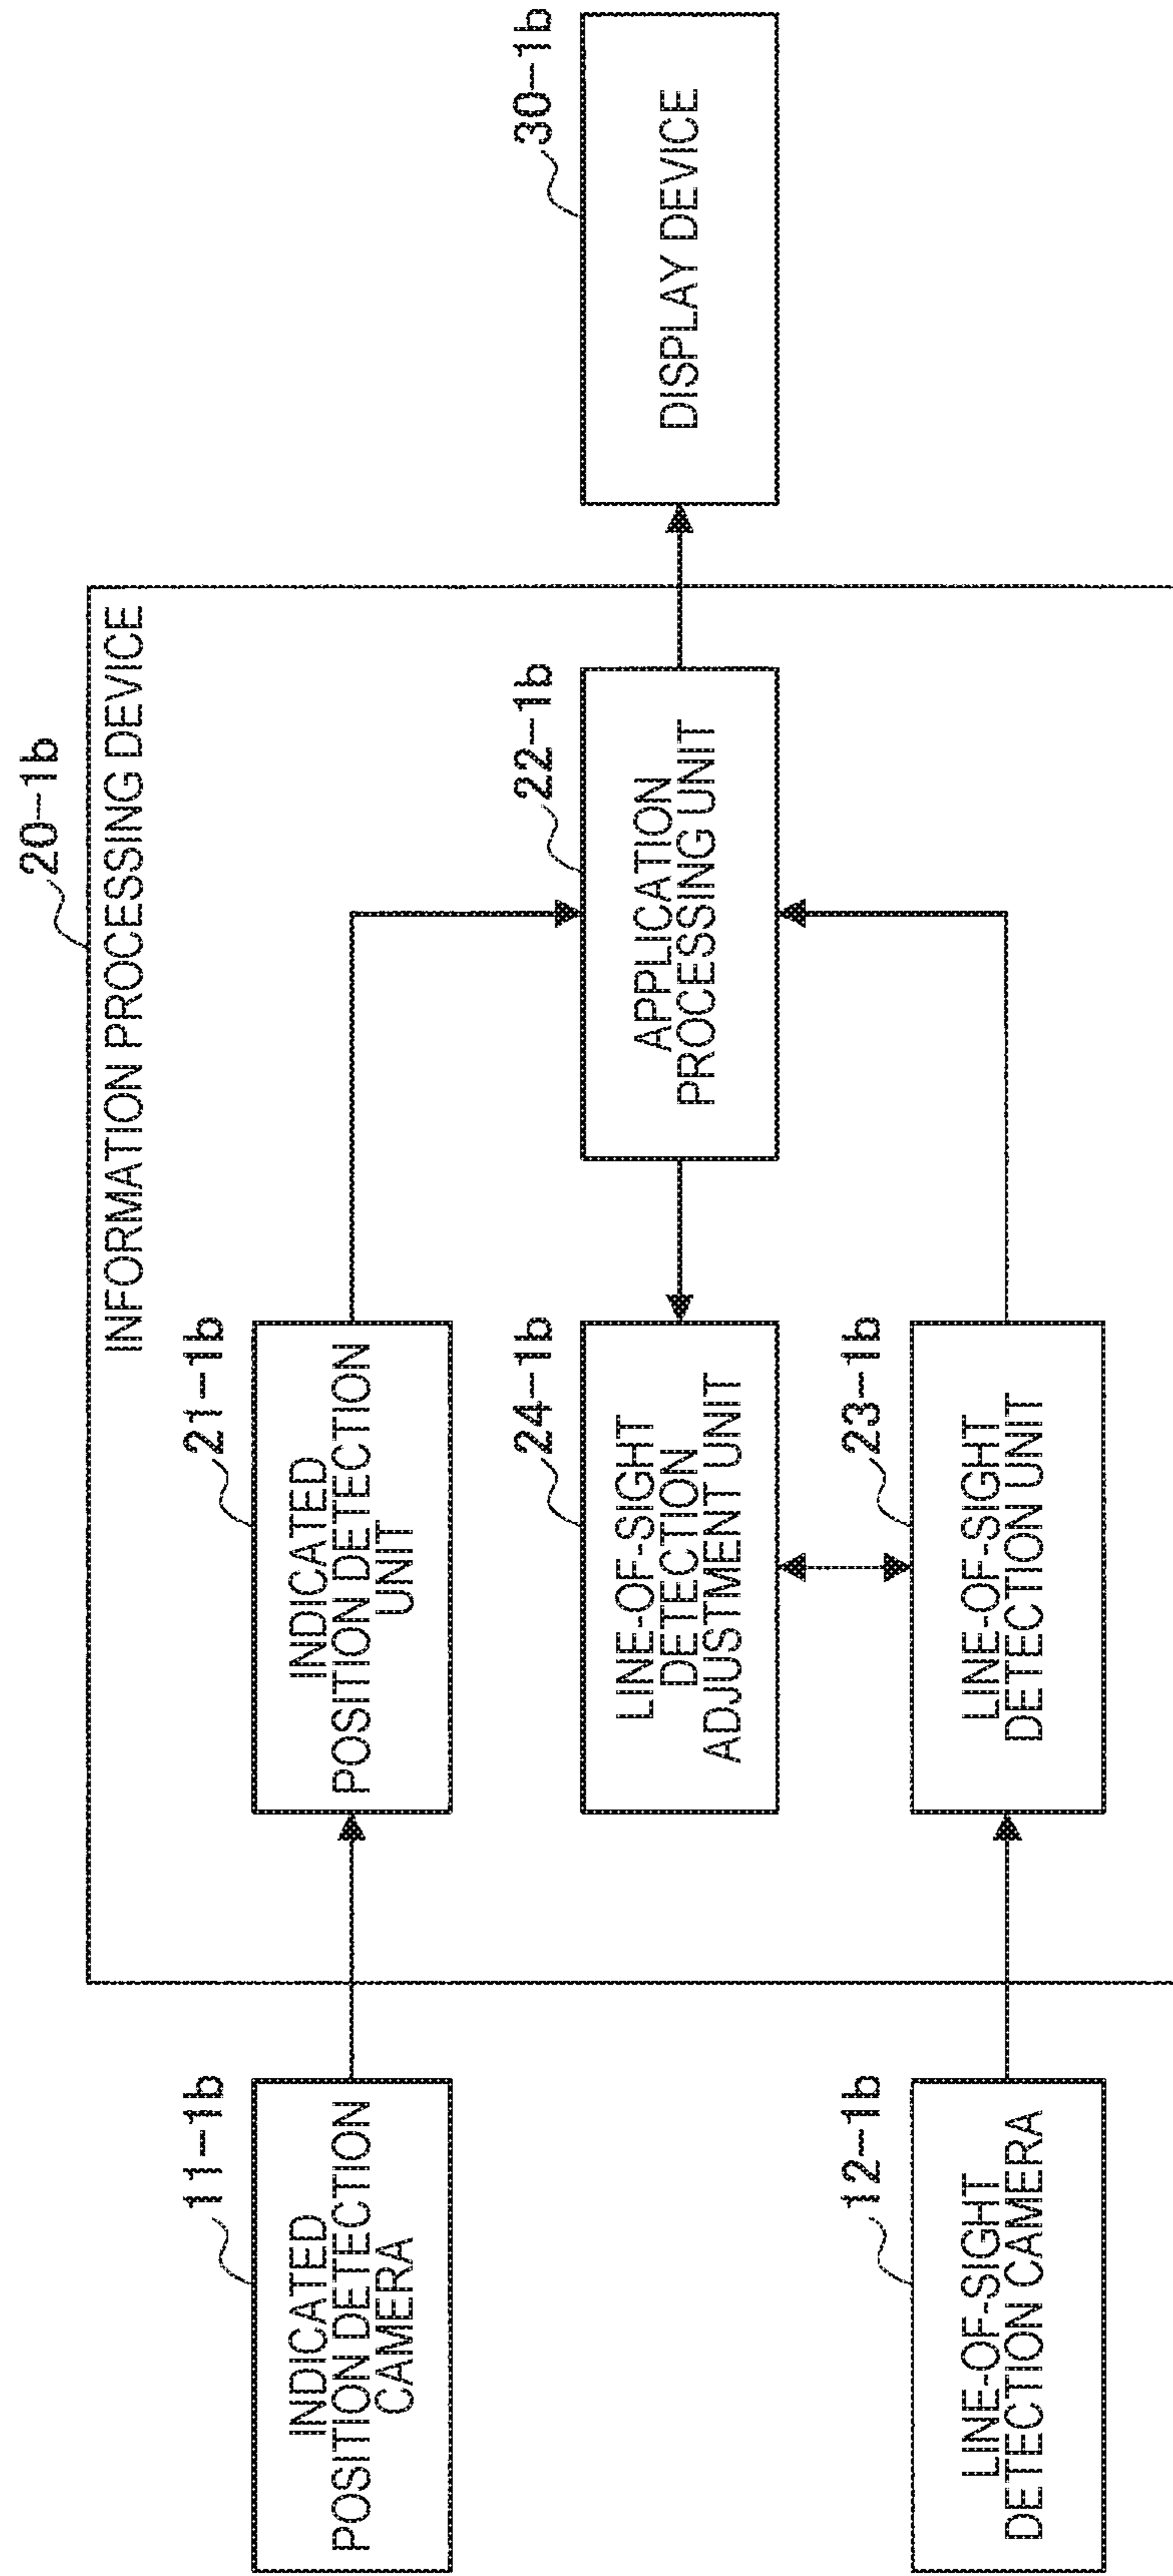 20-1b
INFORMATION PROCESSING DEVICE
11-1b
INDICATED
POSITION DETECTION
CAMERA
21-1b
INDICATED
POSITION DETECTION
UNIT
22-1b
APPLICATION
PROCESSING UNIT
30-1b
DISPLAY DEVICE
24-1b
LINE-OF-SIGHT
DETECTION
ADJUSTMENT UNIT
12-1b
LINE-OF-SIGHT
DETECTION CAMERA
23-1b
LINE-OF-SIGHT
DETECTION UNIT